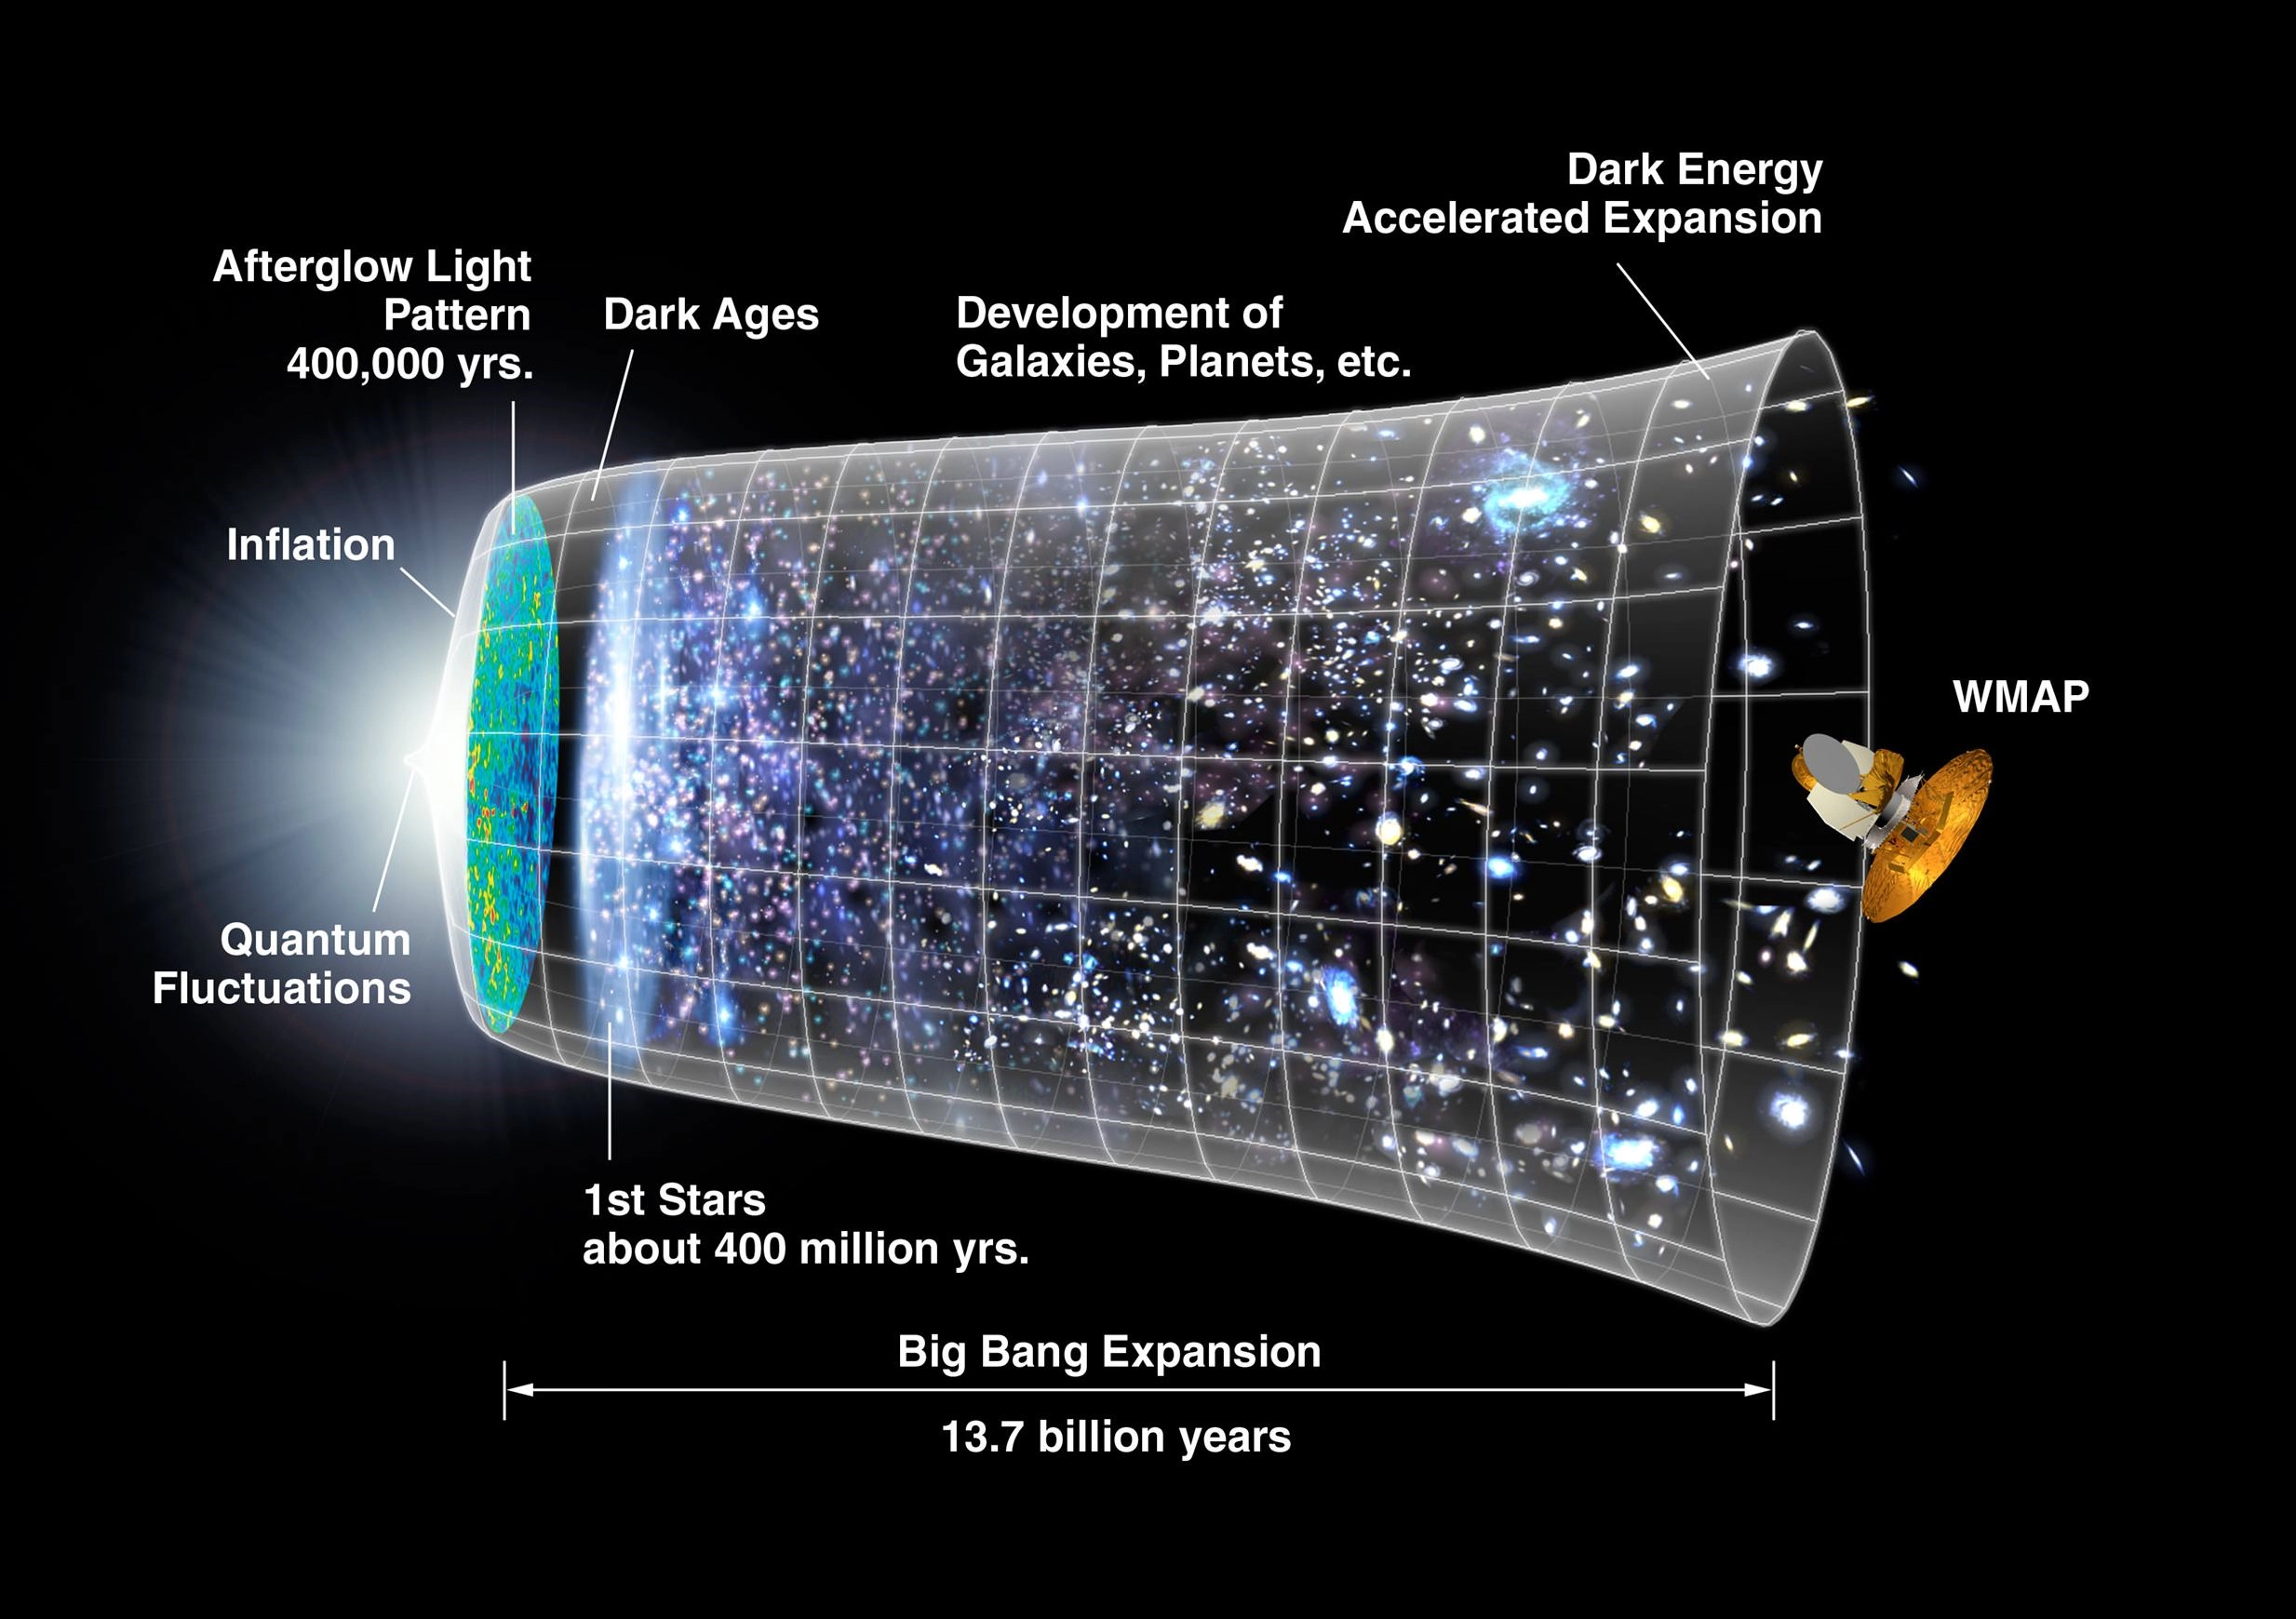 Dark Energy
Accelerated Expansion
Afterglow Light
Pattern
400,000 yrs.
Dark Ages
Development of
Galaxies, Planets, etc.
Inflation
WMAP
Quantum
Fluctuations
1st Stars
about 400 million yrs.
Big Bang Expansion
13.7 billion years